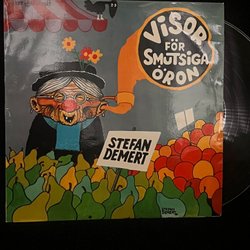 VISOR
FÖR
SMUTSIGA
ÖRON
STEFAN
DEMERT